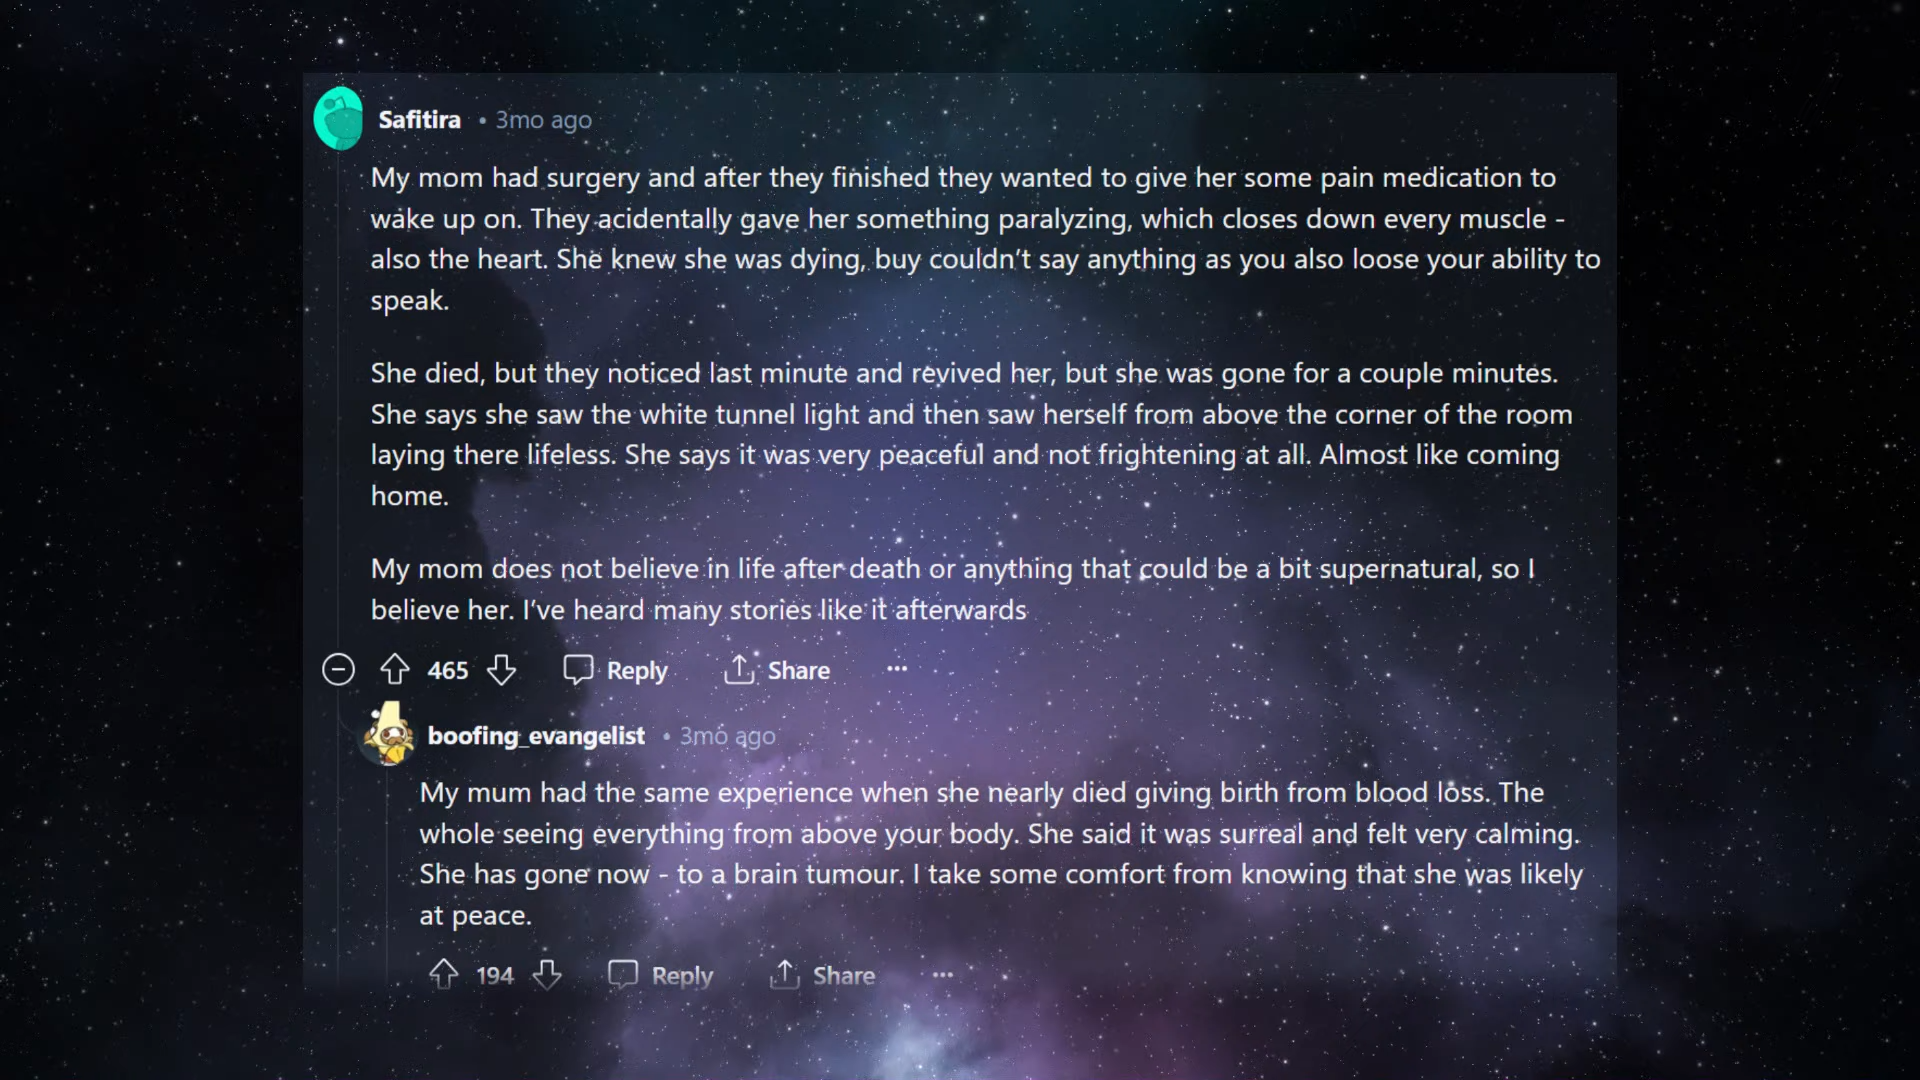 Safitira • 3mo ago
My mom had surgery and after they finished they wanted to give her some pain medication to
wake up on. They acidentally gave her something paralyzing, which closes down every muscle -
also the heart. She knew she was dying, buy couldn't say anything as you also loose your ability to
speak.
She died, but they noticed last minute and revived her, but she was gone for a couple minutes.
She says she saw the white tunnel light and then saw herself from above the corner of the room
laying there lifeless. She says it was very peaceful and not frightening at all. Almost like coming
home.
My mom does not believe in life after death or anything that could be a bit supernatural, so I
believe her. I've heard many stories like it afterwards
465 Reply Share ...
boofing_evangelist • 3mo ago
My mum had the same experience when she nearly died giving birth from blood loss. The
whole seeing everything from above your body. She said it was surreal and felt very calming.
She has gone now - to a brain tumour. I take some comfort from knowing that she was likely
at peace.
194 Reply Share ...